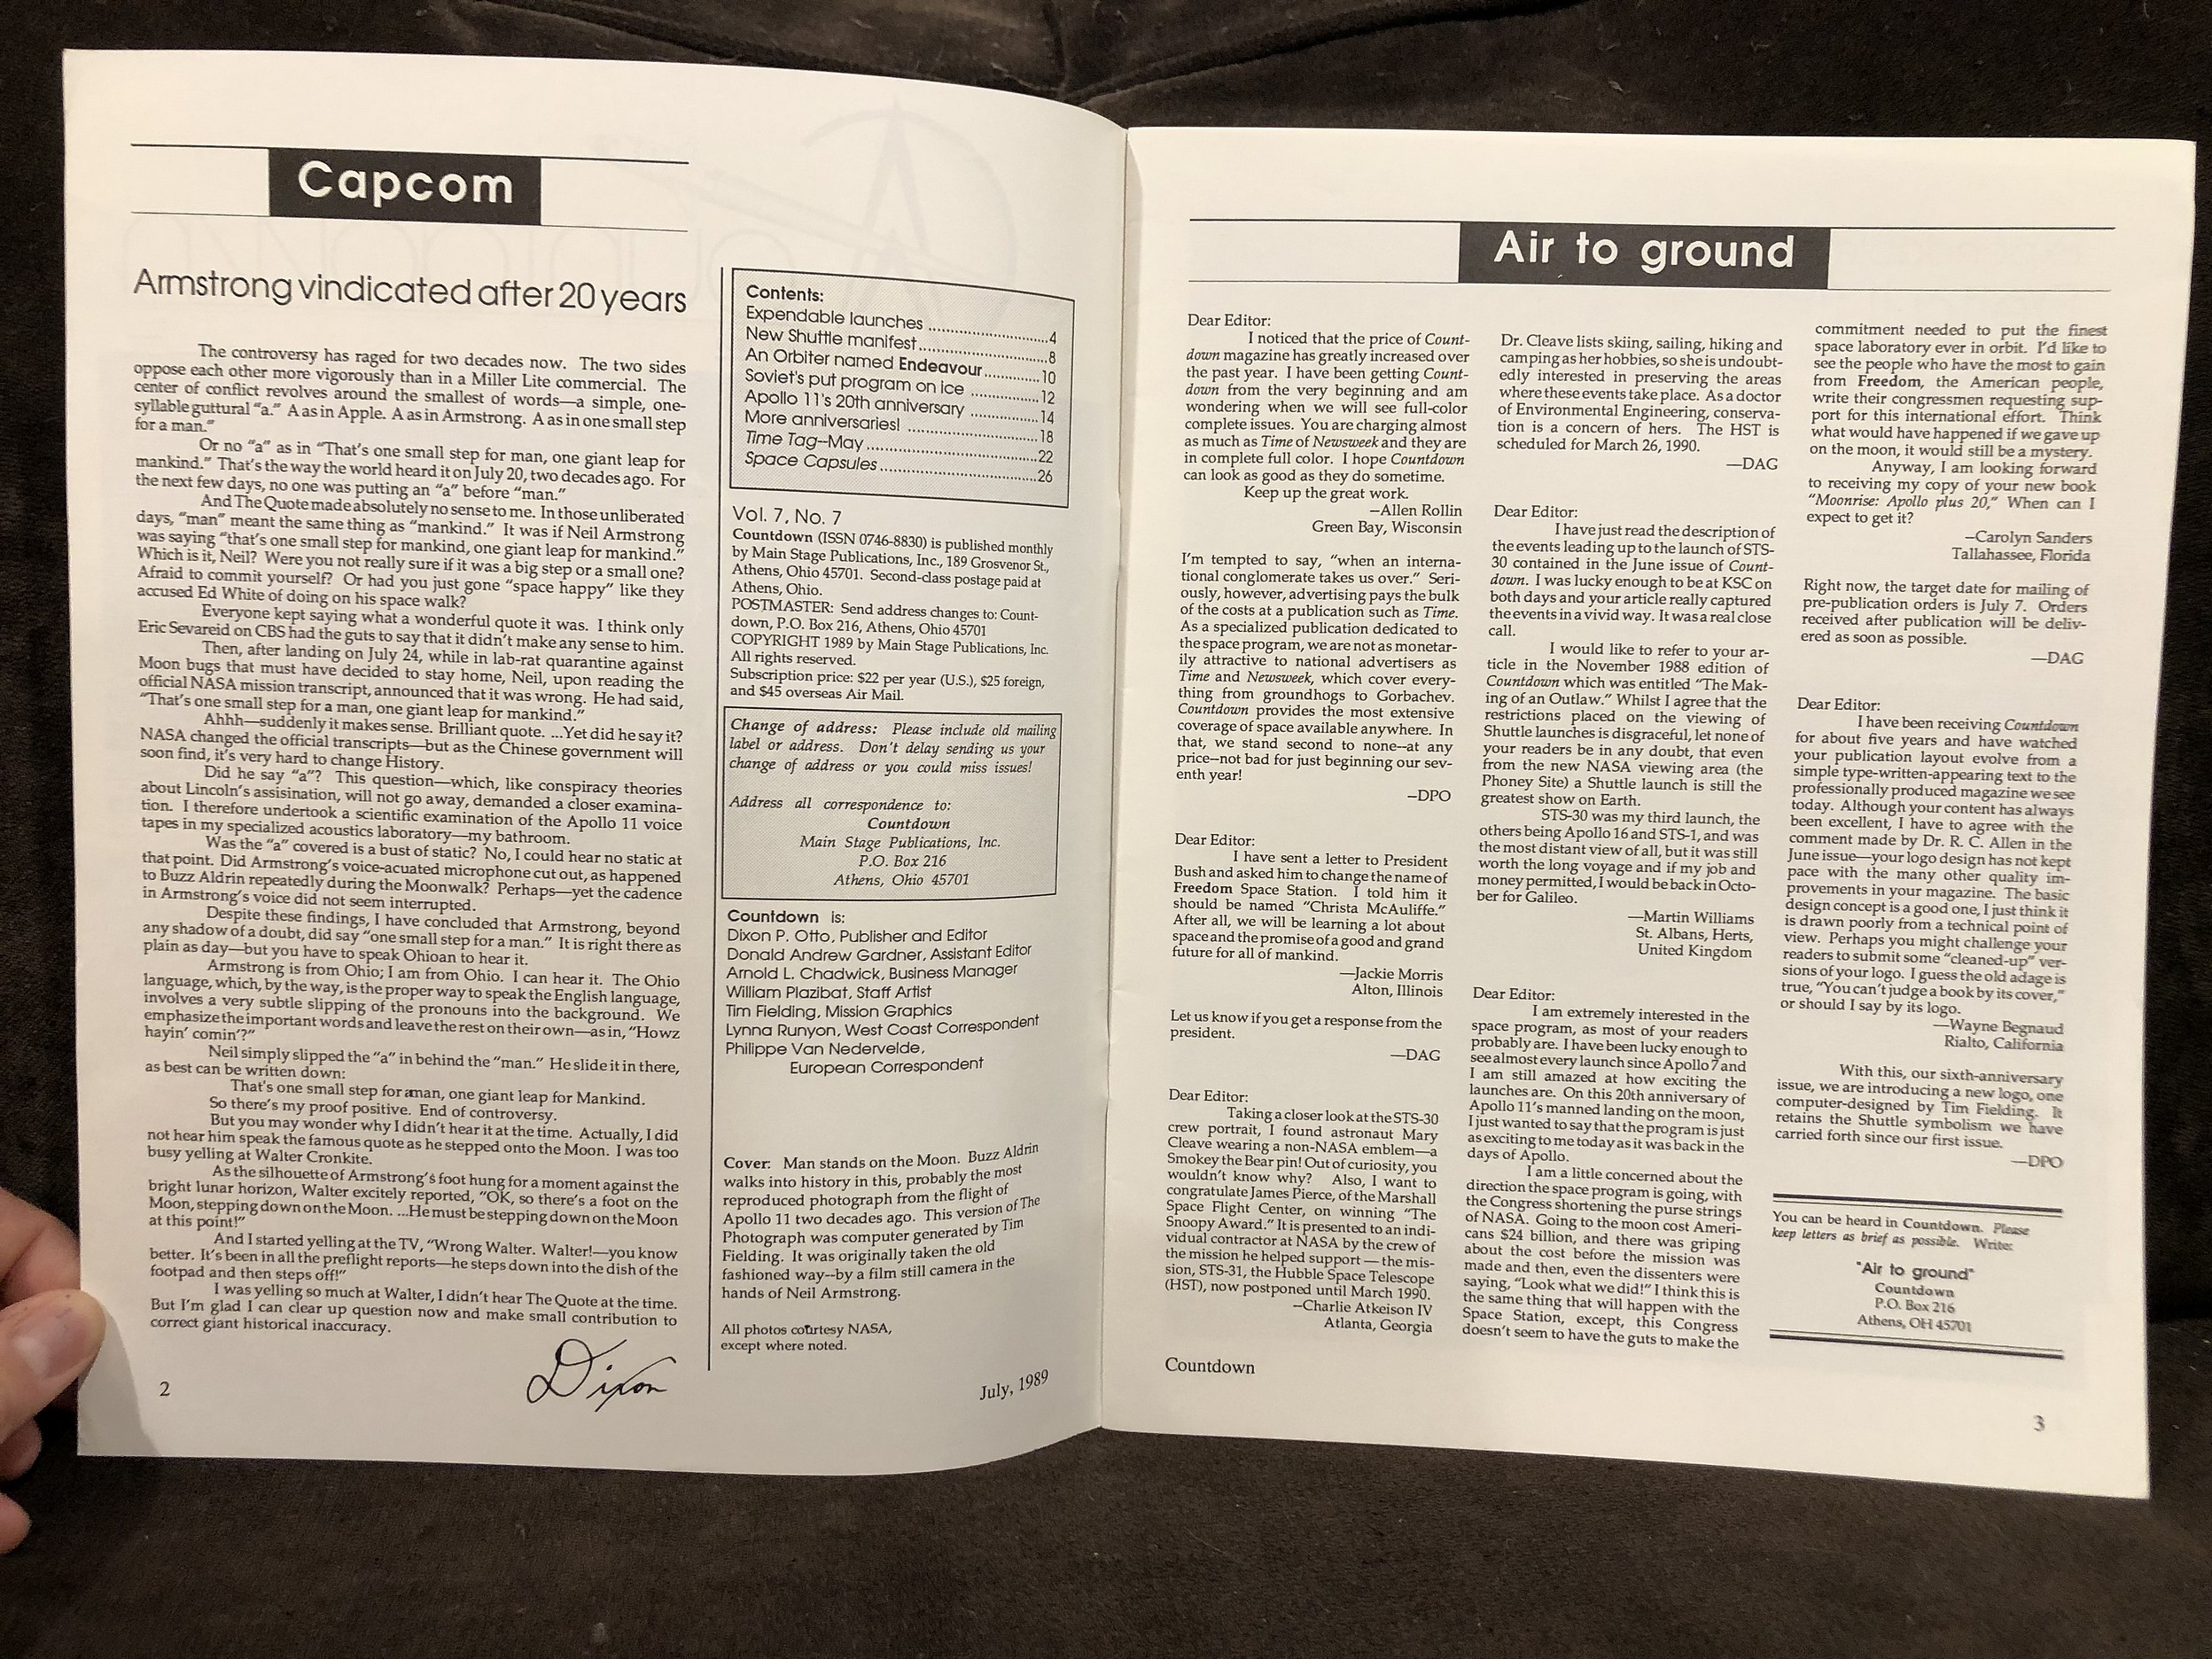 Capcom
Armstrong vindicated after 20 years
The controversy has raged for two decades now. The two sides
oppose each other more vigorously than in a Miller Lite commercial. The
center of conflict revolves around the smallest of words—a simple, one-
syllable guttural "a." A as in Apple. A as in Armstrong. A as in one small step
for a man."
Or no "a" as in "That's one small step for man, one giant leap for
mankind." That's the way the world heard it on July 20, two decades ago. For
the next few days, no one was putting an "a" before "man."
And The Quote made absolutely no sense to me. In those unliberated
days, "man" meant the same thing as "mankind." It was if Neil Armstrong
was saying "that's one small step for mankind, one giant leap for mankind."
Which is it, Neil? Were you not really sure if it was a big step or a small one?
Afraid to commit yourself? Or had you just gone "space happy" like they
accused Ed White of doing on his space walk?
Everyone kept saying what a wonderful quote it was. I think only
Eric Sevareid on CBS had the guts to say that it didn't make any sense to him.
Then, after landing on July 24, while in lab-rat quarantine against
Moon bugs that must have decided to stay home, Neil, upon reading the
official NASA mission transcript, announced that it was wrong. He had said,
"That's one small step for a man, one giant leap for mankind."
Ahhh—suddenly it makes sense. Brilliant quote. ...Yet did he say it?
NASA changed the official transcripts—but as the Chinese government will
soon find, it's very hard to change History.
Did he say "a"? This question—which, like conspiracy theories
about Lincoln's assisination, will not go away, demanded a closer examina-
tion. I therefore undertook a scientific examination of the Apollo 11 voice
tapes in my specialized acoustics laboratory—my bathroom.
Was the "a" covered is a bust of static? No, I could hear no static at
that point. Did Armstrong's voice-acuated microphone cut out, as happened
to Buzz Aldrin repeatedly during the Moonwalk? Perhaps—yet the cadence
in Armstrong's voice did not seem interrupted.
Despite these findings, I have concluded that Armstrong, beyond
any shadow of a doubt, did say "one small step for a man." It is right there as
plain as day—but you have to speak Ohioan to hear it.
Armstrong is from Ohio; I am from Ohio. I can hear it. The Ohio
language, which, by the way, is the proper way to speak the English language,
involves a very subtle slipping of the pronouns into the background. We
emphasize the important words and leave the rest on their own—as in, "Howz
hayin' comin'?"
Neil simply slipped the "a" in behind the "man." He slide it in there,
as best can be written down:
That's one small step for aman, one giant leap for Mankind.
So there's my proof positive. End of controversy.
But you may wonder why I didn't hear it at the time. Actually, I did
not hear him speak the famous quote as he stepped onto the Moon. I was too
busy yelling at Walter Cronkite.
As the silhouette of Armstrong's foot hung for a moment against the
bright lunar horizon, Walter excitely reported, "OK, so there's a foot on the
Moon, stepping down on the Moon. ...He must be stepping down on the Moon
at this point!"
And I started yelling at the TV, "Wrong Walter. Walter!—you know
better. It's been in all the preflight reports—he steps down into the dish of the
footpad and then steps off!"
I was yelling so much at Walter, I didn't hear The Quote at the time.
But I'm glad I can clear up question now and make small contribution to
correct giant historical inaccuracy.
Dixon
2
Contents:
Expendable launches ..............................4
New Shuttle manifest..............................8
An Orbiter named Endeavour..............10
Soviet's put program on ice .................12
Apollo 11's 20th anniversary .................14
More anniversaries! ..............................18
Time Tag--May ......................................22
Space Capsules....................................26
Vol. 7, No. 7
Countdown (ISSN 0746-8830) is published monthly
by Main Stage Publications, Inc., 189 Grosvenor St.,
Athens, Ohio 45701. Second-class postage paid at
Athens, Ohio.
POSTMASTER: Send address changes to: Count-
down, P.O. Box 216, Athens, Ohio 45701
COPYRIGHT 1989 by Main Stage Publications, Inc.
All rights reserved.
Subscription price: $22 per year (U.S.), $25 foreign,
and $45 overseas Air Mail.
Change of address: Please include old mailing
label or address. Don't delay sending us your
change of address or you could miss issues!
Address all correspondence to:
Countdown
Main Stage Publications, Inc.
P.O. Box 216
Athens, Ohio 45701
Countdown is:
Dixon P. Otto, Publisher and Editor
Donald Andrew Gardner, Assistant Editor
Arnold L. Chadwick, Business Manager
William Plazibat, Staff Artist
Tim Fielding, Mission Graphics
Lynna Runyon, West Coast Correspondent
Philippe Van Nedervelde,
European Correspondent
Cover: Man stands on the Moon. Buzz Aldrin
walks into history in this, probably the most
reproduced photograph from the flight of
Apollo 11 two decades ago. This version of The
Photograph was computer generated by Tim
Fielding. It was originally taken the old
fashioned way--by a film still camera in the
hands of Neil Armstrong.
All photos courtesy NASA,
except where noted.
July, 1989
Air to ground
Dear Editor:
I noticed that the price of Count-
down magazine has greatly increased over
the past year. I have been getting Count-
down from the very beginning and am
wondering when we will see full-color
complete issues. You are charging almost
as much as Time of Newsweek and they are
in complete full color. I hope Countdown
can look as good as they do sometime.
Keep up the great work.
–Allen Rollin
Green Bay, Wisconsin
I'm tempted to say, "when an interna-
tional conglomerate takes us over." Seri-
ously, however, advertising pays the bulk
of the costs at a publication such as Time.
As a specialized publication dedicated to
the space program, we are not as monetar-
ily attractive to national advertisers as
Time and Newsweek, which cover every-
thing from groundhogs to Gorbachev.
Countdown provides the most extensive
coverage of space available anywhere. In
that, we stand second to none--at any
price--not bad for just beginning our sev-
enth year!
–DPO
Dear Editor:
I have sent a letter to President
Bush and asked him to change the name of
Freedom Space Station. I told him it
should be named "Christa McAuliffe."
After all, we will be learning a lot about
space and the promise of a good and grand
future for all of mankind.
—Jackie Morris
Alton, Illinois
Let us know if you get a response from the
president.
—DAG
Dear Editor:
Taking a closer look at the STS-30
crew portrait, I found astronaut Mary
Cleave wearing a non-NASA emblem—a
Smokey the Bear pin! Out of curiosity, you
wouldn't know why? Also, I want to
congratulate James Pierce, of the Marshall
Space Flight Center, on winning "The
Snoopy Award." It is presented to an indi-
vidual contractor at NASA by the crew of
the mission he helped support — the mis-
sion, STS-31, the Hubble Space Telescope
(HST), now postponed until March 1990.
--Charlie Atkeison IV
Atlanta, Georgia
Countdown
Dr. Cleave lists skiing, sailing, hiking and
camping as her hobbies, so she is undoubt-
edly interested in preserving the areas
where these events take place. As a doctor
of Environmental Engineering, conserva-
tion is a concern of hers. The HST is
scheduled for March 26, 1990.
—DAG
Dear Editor:
I have just read the description of
the events leading up to the launch of STS-
30 contained in the June issue of Count-
down. I was lucky enough to be at KSC on
both days and your article really captured
the events in a vivid way. It was a real close
call.
I would like to refer to your ar-
ticle in the November 1988 edition of
Countdown which was entitled "The Mak-
ing of an Outlaw." Whilst I agree that the
restrictions placed on the viewing of
Shuttle launches is disgraceful, let none of
your readers be in any doubt, that even
from the new NASA viewing area (the
Phoney Site) a Shuttle launch is still the
greatest show on Earth.
STS-30 was my third launch, the
others being Apollo 16 and STS-1, and was
the most distant view of all, but it was still
worth the long voyage and if my job and
money permitted, I would be back in Octo-
ber for Galileo.
—Martin Williams
St. Albans, Herts,
United Kingdom
Dear Editor:
I am extremely interested in the
space program, as most of your readers
probably are. I have been lucky enough to
see almost every launch since Apollo 7 and
I am still amazed at how exciting the
launches are. On this 20th anniversary of
Apollo 11's manned landing on the moon,
I just wanted to say that the program is just
as exciting to me today as it was back in the
days of Apollo.
I am a little concerned about the
direction the space program is going, with
the Congress shortening the purse strings
of NASA. Going to the moon cost Ameri-
cans $24 billion, and there was griping
about the cost before the mission was
made and then, even the dissenters were
saying, "Look what we did!" I think this is
the same thing that will happen with the
Space Station, except, this Congress
doesn't seem to have the guts to make the
commitment needed to put the finest
space laboratory ever in orbit. I'd like to
see the people who have the most to gain
from Freedom, the American people,
write their congressmen requesting sup-
port for this international effort. Think
what would have happened if we gave up
on the moon, it would still be a mystery.
Anyway, I am looking forward
to receiving my copy of your new book
"Moonrise: Apollo plus 20," When can I
expect to get it?
–Carolyn Sanders
Tallahassee, Florida
Right now, the target date for mailing of
pre-publication orders is July 7. Orders
received after publication will be deliv-
ered as soon as possible.
—DAG
Dear Editor:
I have been receiving Countdown
for about five years and have watched
your publication layout evolve from a
simple type-written-appearing text to the
professionally produced magazine we see
today. Although your content has always
been excellent, I have to agree with the
comment made by Dr. R. C. Allen in the
June issue—your logo design has not kept
pace with the many other quality im-
provements in your magazine. The basic
design concept is a good one, I just think it
is drawn poorly from a technical point of
view. Perhaps you might challenge your
readers to submit some "cleaned-up" ver-
sions of your logo. I guess the old adage is
true, "You can't judge a book by its cover,"
or should I say by its logo.
—Wayne Begnaud
Rialto, California
With this, our sixth-anniversary
issue, we are introducing a new logo, one
computer-designed by Tim Fielding. It
retains the Shuttle symbolism we have
carried forth since our first issue.
—DPO
You can be heard in Countdown. Please
keep letters as brief as possible. Write:
"Air to ground"
Countdown
P.O. Box 216
Athens, OH 45701
3